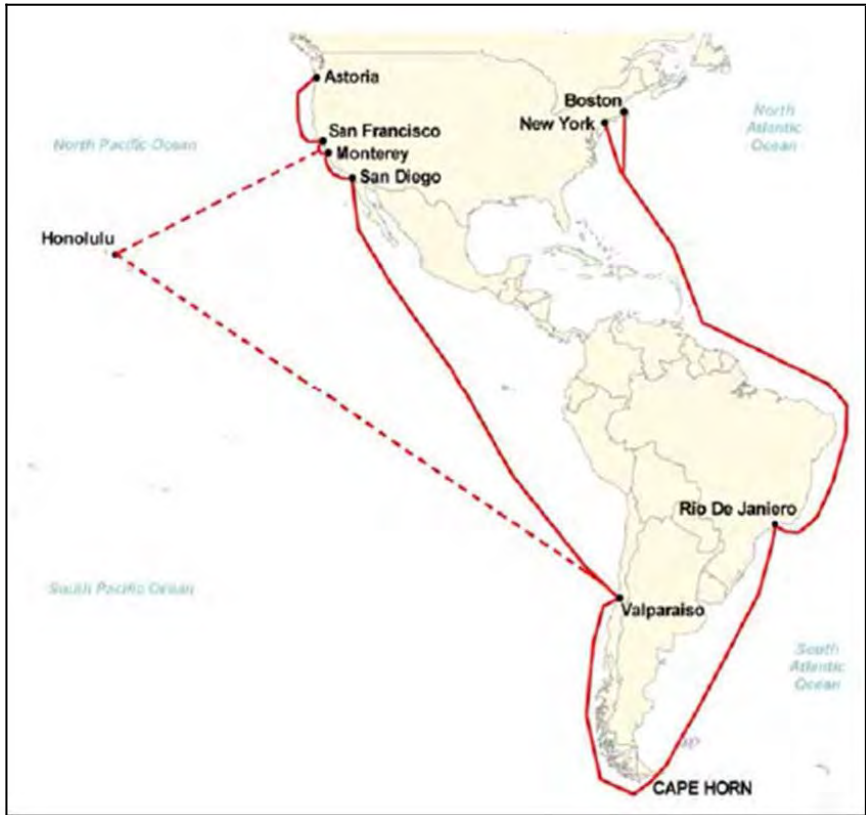 Astoria
Boston
New York
North
Atlantic
Ocean
San Francisco
North Pacific Ocean
Monterey
San Diego
Honolulu
Rio De Janiero
South Pacific Ocean
Valparaiso
South
Atlantic
Ocean
CAPE HORN